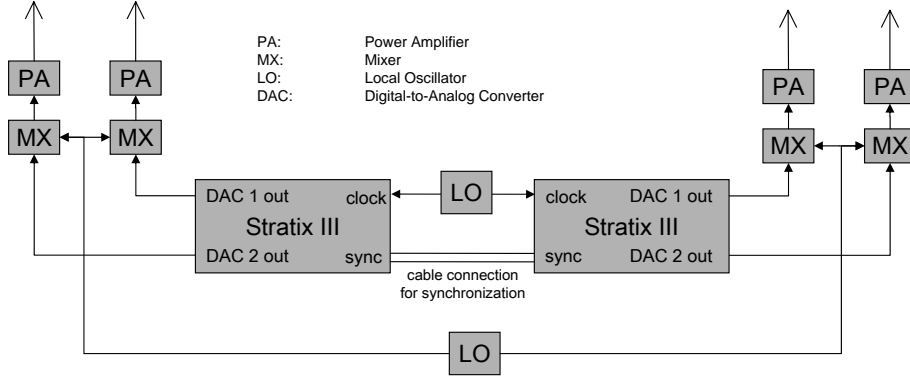 PA: Power Amplifier
MX: Mixer
LO: Local Oscillator
DAC: Digital-to-Analog Converter
PA
PA
PA
PA
MX
MX
MX
MX
DAC 1 out
clock
LO
clock
DAC 1 out
Stratix III
Stratix III
DAC 2 out
sync
sync
DAC 2 out
cable connection
for synchronization
LO